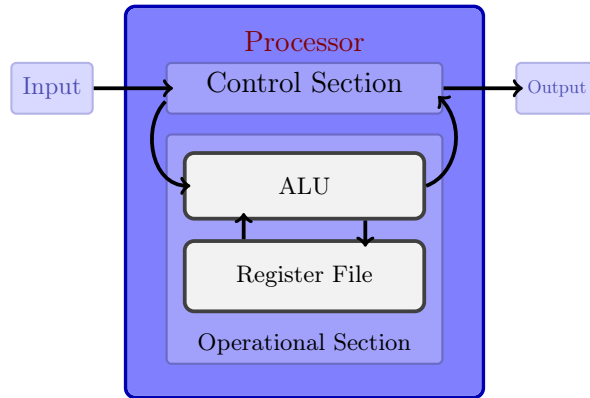 Processor
Input
Control Section
Output
ALU
Register File
Operational Section